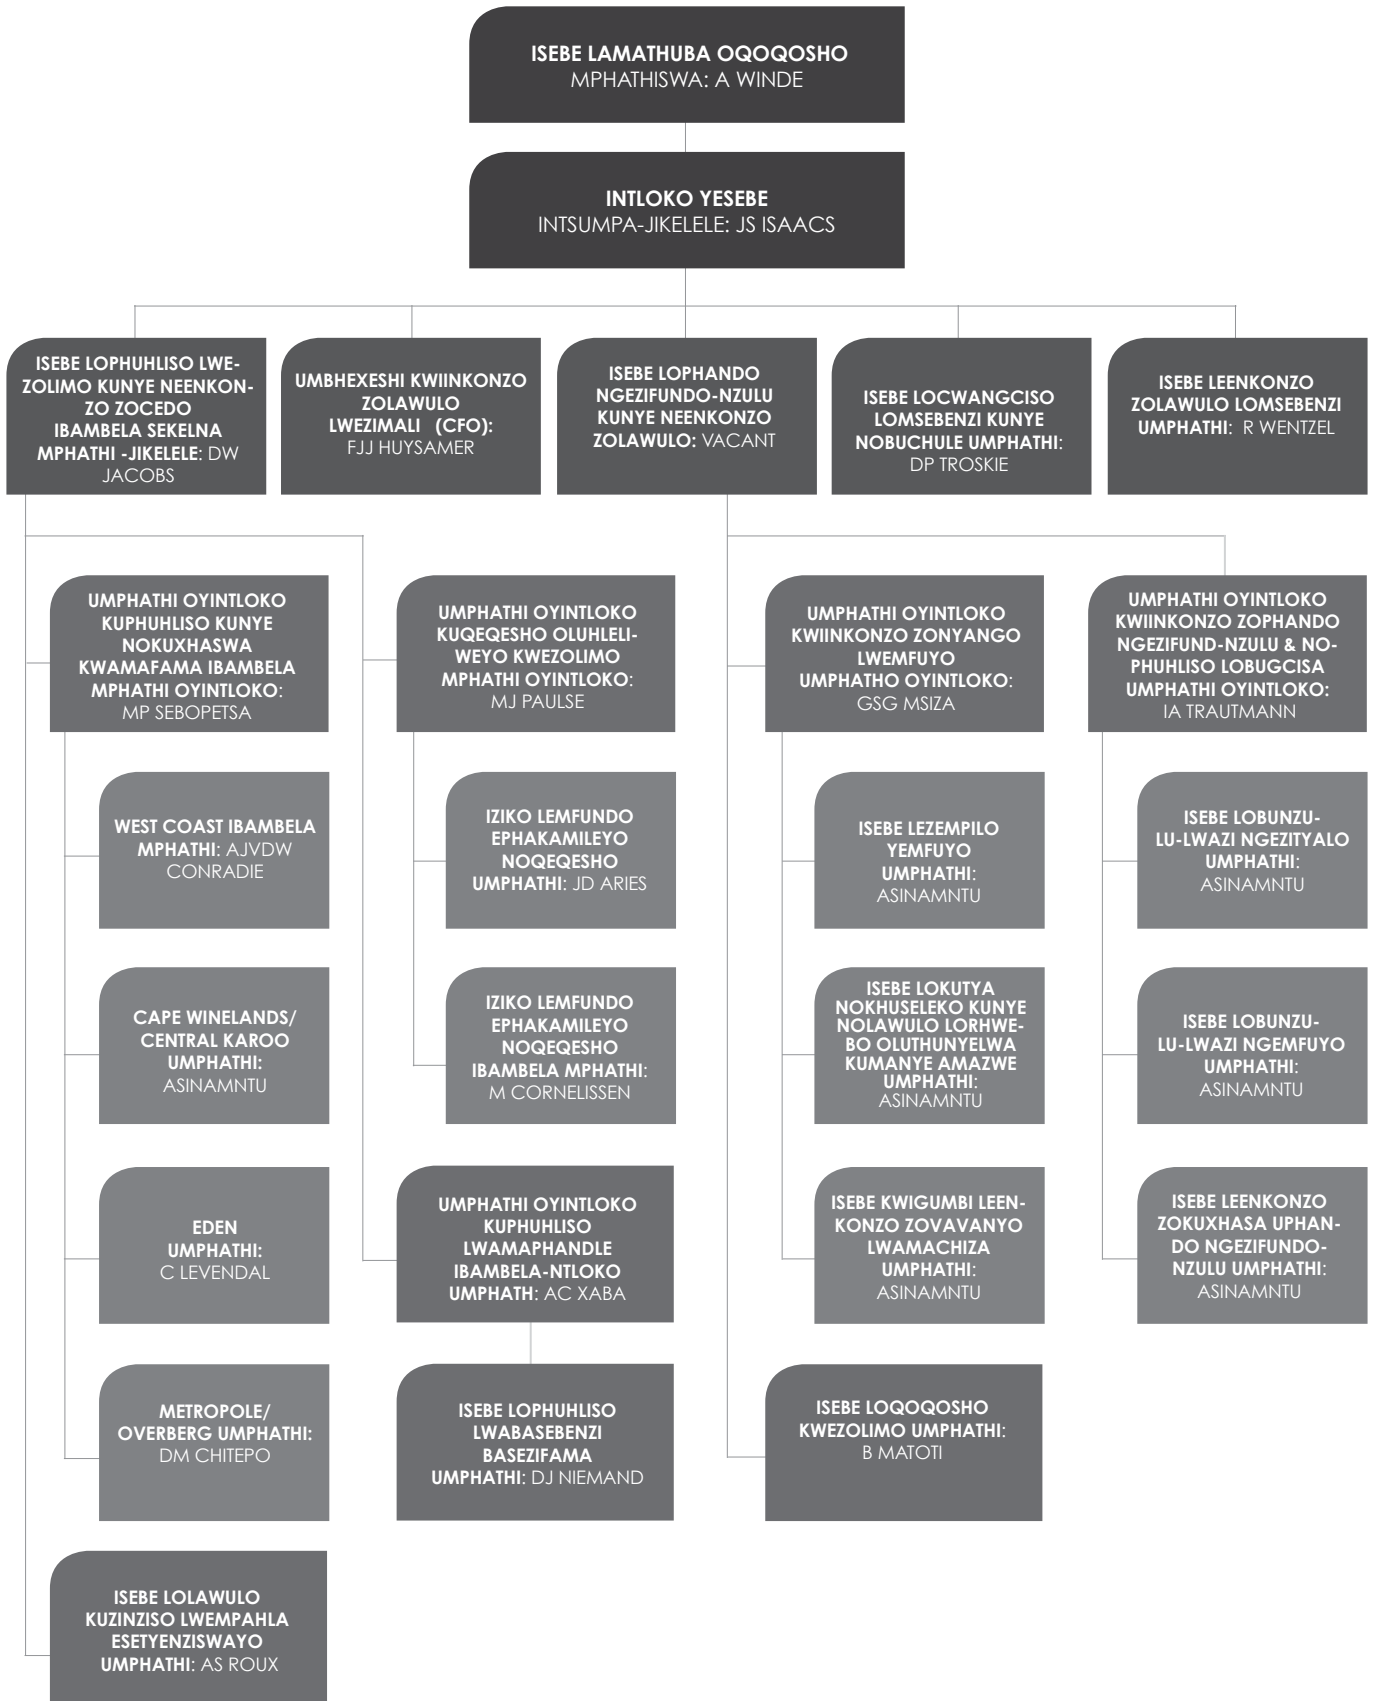 ISEBE LAMATHUBA OQOQOSHO
MPHATHISWA: A WINDE
INTLOKO YESEBE
INTSUMPA-JIKELELE: JS ISAACS
ISEBE LOPHUHLISO LWE-
ZOLIMO KUNYE NEENKON-
ZO ZOCEDO
IBAMBELA SEKELNA
MPHATHI -JIKELELE: DW
JACOBS
UMBHEXESHI KWIINKONZO
ZOLAWULO
LWEZIMALI (CFO):
FJJ HUYSAMER
ISEBE LOPHANDO
NGEZIFUNDO-NZULU
KUNYE NEENKONZO
ZOLAWULO: VACANT
ISEBE LOCWANGCISO
LOMSEBENZI KUNYE
NOBUCHULE UMPHATHI:
DP TROSKIE
ISEBE LEENKONZO
ZOLAWULO LOMSEBENZI
UMPHATHI: R WENTZEL
UMPHATHI OYINTLOKO
KUPHUHLISO KUNYE
NOKUXHASWA
KWAMAFAMA IBAMBELA
MPHATHI OYINTLOKO:
MP SEBOPETSA
UMPHATHI OYINTLOKO
KUQEQESHO OLUHLELI-
WEYO KWEZOLIMO
MPHATHI OYINTLOKO:
MJ PAULSE
UMPHATHI OYINTLOKO
KWIINKONZO ZONYANGO
LWEMFUYO
UMPHATHO OYINTLOKO:
GSG MSIZA
UMPHATHI OYINTLOKO
KWIINKONZO ZOPHANDO
NGEZIFUND-NZULU & NO-
PHUHLISO LOBUGCISA
UMPHATHI OYINTLOKO:
IA TRAUTMANN
WEST COAST IBAMBELA
MPHATHI: AJVDW
CONRADIE
IZIKO LEMFUNDO
EPHAKAMILEYO
NOQEQESHO
UMPHATHI: JD ARIES
ISEBE LEZEMPILO
YEMFUYO
UMPHATHI:
ASINAMNTU
ISEBE LOBUNZU-
LU-LWAZI NGEZITYALO
UMPHATHI:
ASINAMNTU
CAPE WINELANDS/
CENTRAL KAROO
UMPHATHI:
ASINAMNTU
IZIKO LEMFUNDO
EPHAKAMILEYO
NOQEQESHO
IBAMBELA MPHATHI:
M CORNELISSEN
ISEBE LOKUTYA
NOKHUSELEKO KUNYE
NOLAWULO LORHWE-
BO OLUTHUNYELWA
KUMANYE AMAZWE
UMPHATHI:
ASINAMNTU
ISEBE LOBUNZU-
LU-LWAZI NGEMFUYO
UMPHATHI:
ASINAMNTU
EDEN
UMPHATHI:
C LEVENDAL
UMPHATHI OYINTLOKO
KUPHUHLISO
LWAMAPHANDLE
IBAMBELA-NTLOKO
UMPHATH: AC XABA
ISEBE KWIGUMBI LEEN-
KONZO ZOVAVANYO
LWAMACHIZA
UMPHATHI:
ASINAMNTU
ISEBE LEENKONZO
ZOKUXHASA UPHAN-
DO NGEZIFUNDO-
NZULU UMPHATHI:
ASINAMNTU
METROPOLE/
OVERBERG UMPHATHI:
DM CHITEPO
ISEBE LOPHUHLISO
LWABASEBENZI
BASEZIFAMA
UMPHATHI: DJ NIEMAND
ISEBE LOQOQOSHO
KWEZOLIMO UMPHATHI:
B MATOTI
ISEBE LOLAWULO
KUZINZISO LWEMPAHLA
ESETYENZISWAYO
UMPHATHI: AS ROUX